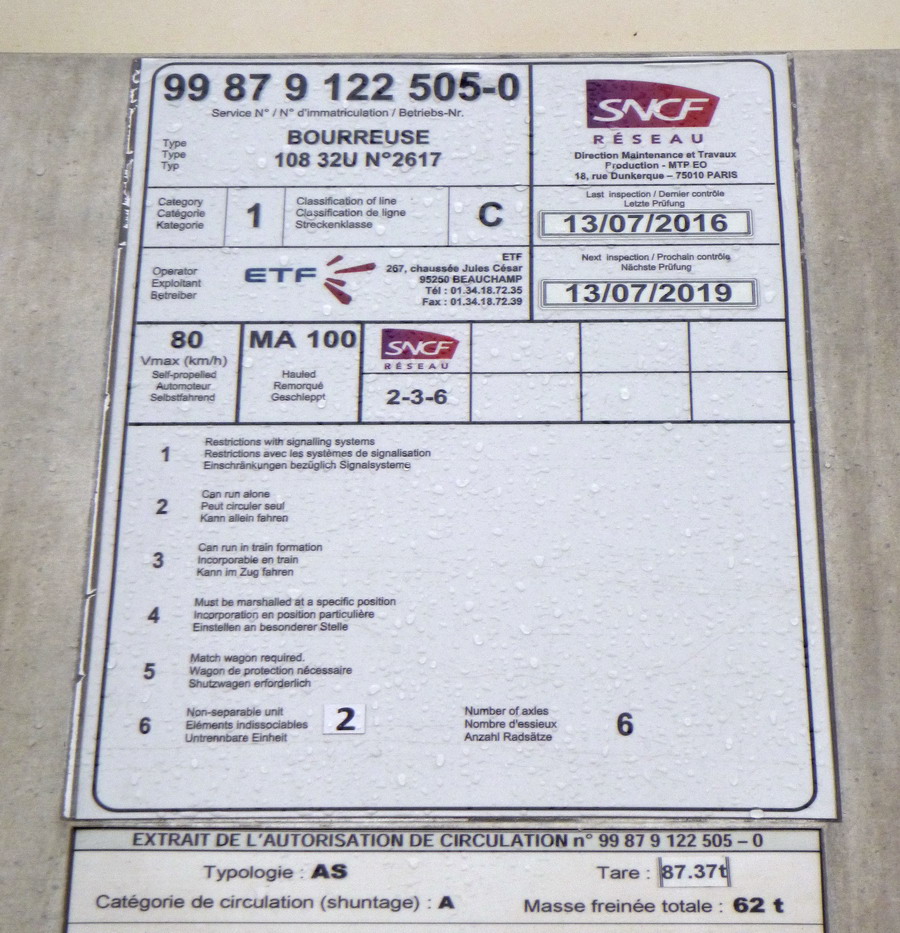 99 87 9 122 505-0
Service N° / N° d'immatriculation / Betriebs-Nr.
Type
Type
Typ
BOURREUSE
108 32U N°2617
SNCF
RÉSEAU
Direction Maintenance et Travaux
Production - MTP EO
18, rue Dunkerque – 75010 PARIS
Category
Catégorie
Kategorie
1
Classification of line
Classification de ligne
Streckenklasse
C
Last inspection / Dernier contrôle
Letzte Prüfung
13/07/2016
Operator
Exploitant
Betreiber
ETF
ETF
267, chaussée Jules César
95250 BEAUCHAMP
Tél : 01.34.18.72.35
Fax : 01.34.18.72.39
Next inspection / Prochain contrôle
Nächste Prüfung
13/07/2019
80
Vmax (km/h)
Self-propelled
Automoteur
Selbstfahrend
MA 100
Hauled
Remorqué
Geschleppt
SNCF
RÉSEAU
2-3-6
1
Restrictions with signalling systems
Restrictions avec les systèmes de signalisation
Einschränkungen bezüglich Signalsysteme
2
Can run alone
Peut circuler seul
Kann allein fahren
3
Can run in train formation
Incorporable en train
Kann im Zug fahren
4
Must be marshalled at a specific position
Incorporation en position particulière
Einstellen an besonderer Stelle
5
Match wagon required.
Wagon de protection nécessaire
Shutzwagen erforderlich
6
Non-separable unit
Eléments indissociables
Untrennbare Einheit
2
Number of axles
Nombre d'essieux
Anzahl Radsätze
6
EXTRAIT DE L'AUTORISATION DE CIRCULATION n° 99 87 9 122 505 – 0
Typologie : AS
Tare : 87.37t
Catégorie de circulation (shuntage) : A
Masse freinée totale : 62 t